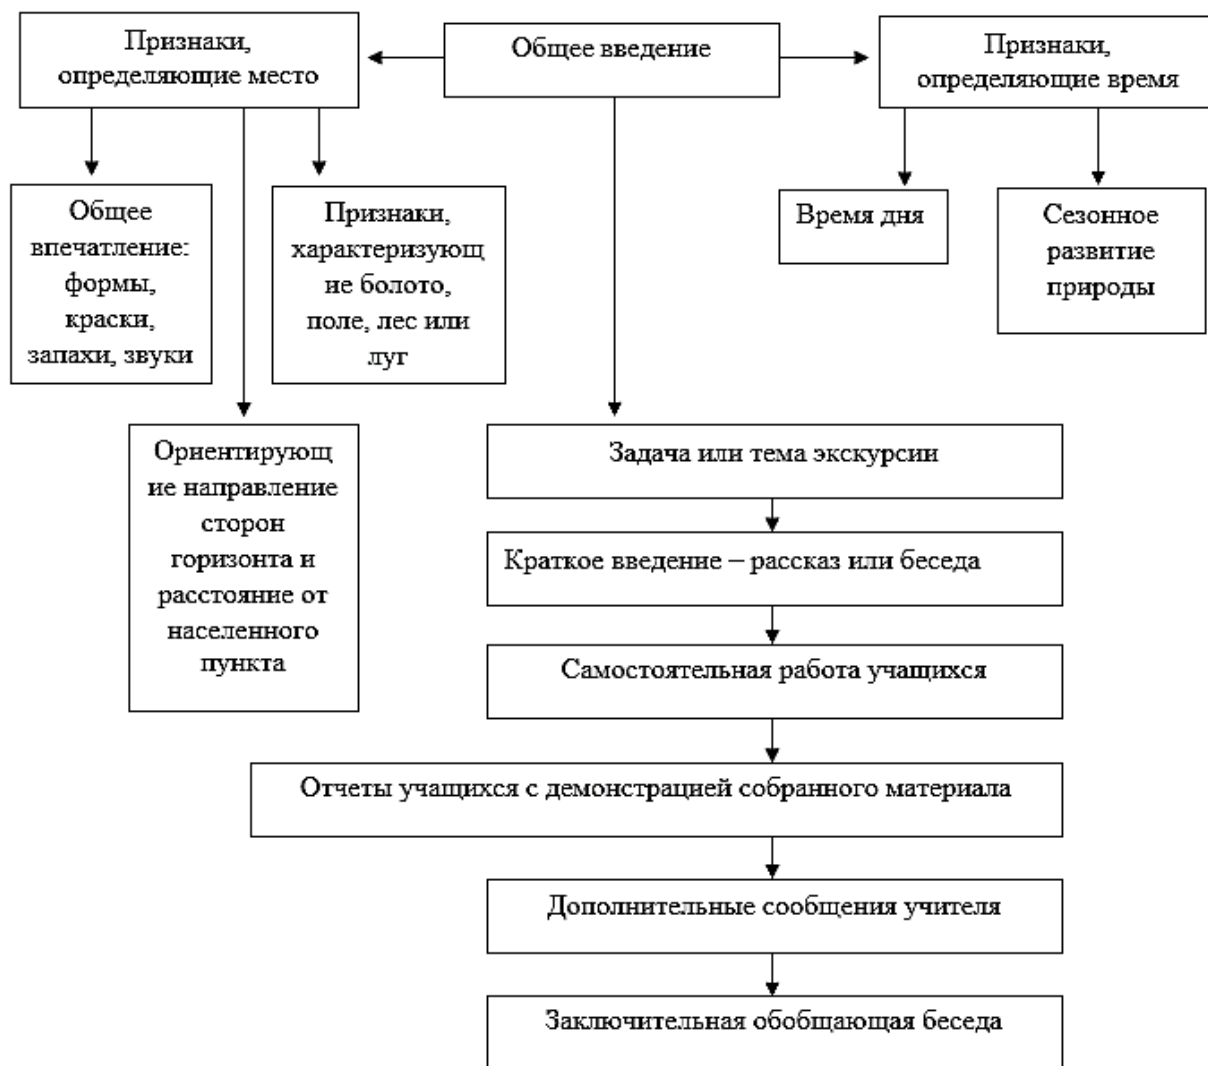 Признаки,
определяющие место
Общее введение
Признаки,
определяющие время
Общее
впечатление:
формы,
краски,
запахи, звуки
Признаки,
характеризующ
ие болото,
поле, лес или
луг
Время дня
Сезонное
развитие
природы
Ориентирующ
ие направление
сторон
горизонта и
расстояние от
населенного
пункта
Задача или тема экскурсии
Краткое введение – рассказ или беседа
Самостоятельная работа учащихся
Отчеты учащихся с демонстрацией собранного материала
Дополнительные сообщения учителя
Заключительная обобщающая беседа